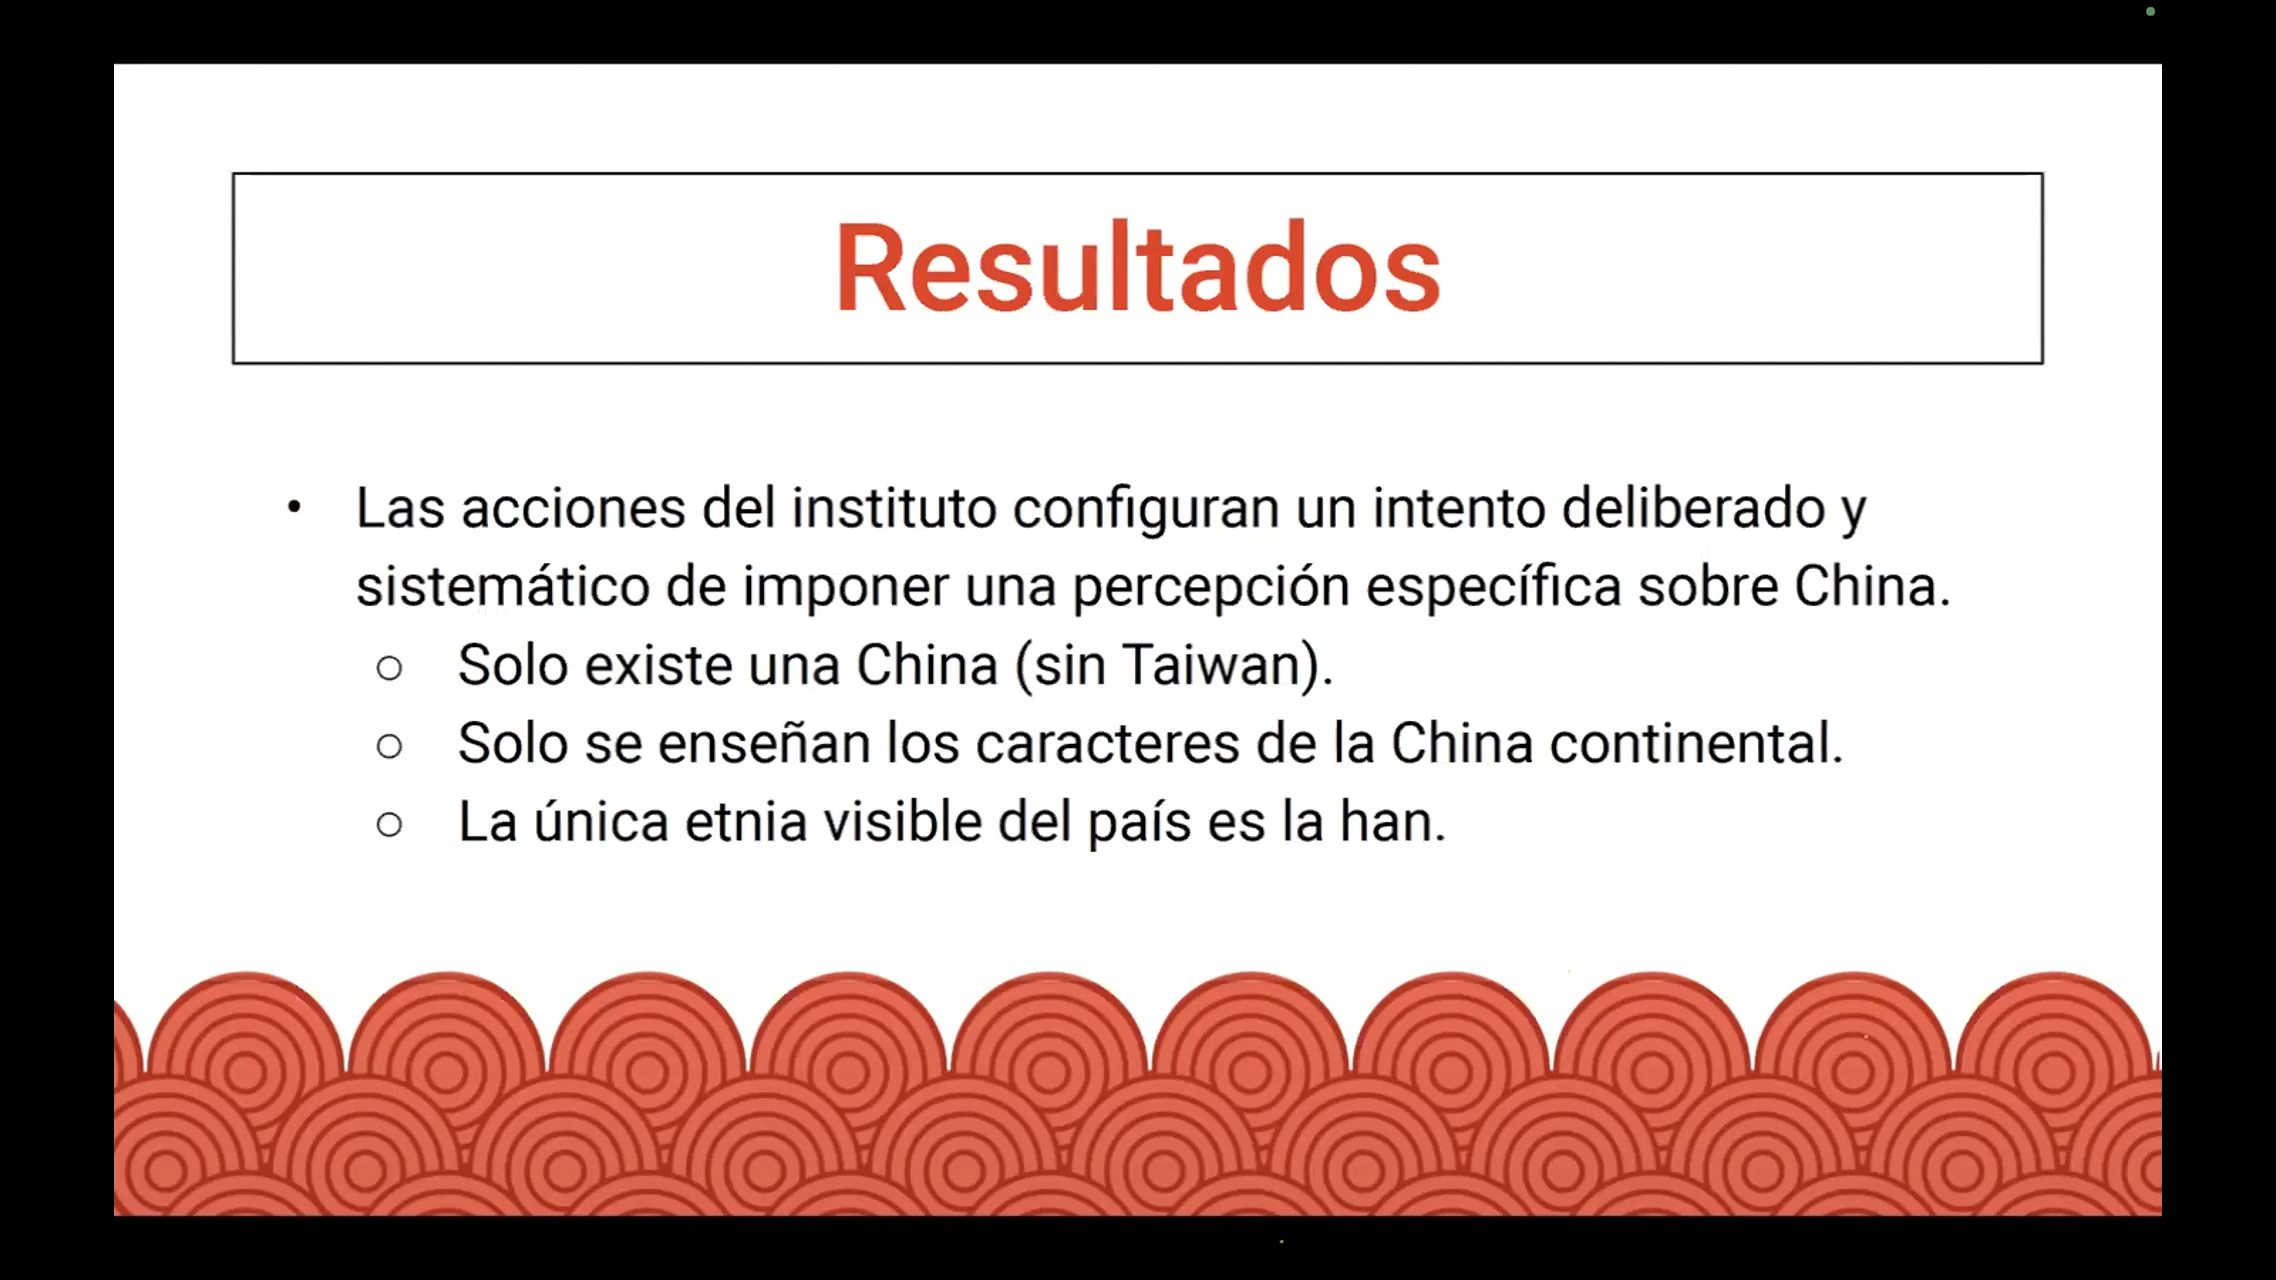 Resultados
• Las acciones del instituto configuran un intento deliberado y
sistemático de imponer una percepción específica sobre China.
○ Solo existe una China (sin Taiwan).
○ Solo se enseñan los caracteres de la China continental.
○ La única etnia visible del país es la han.